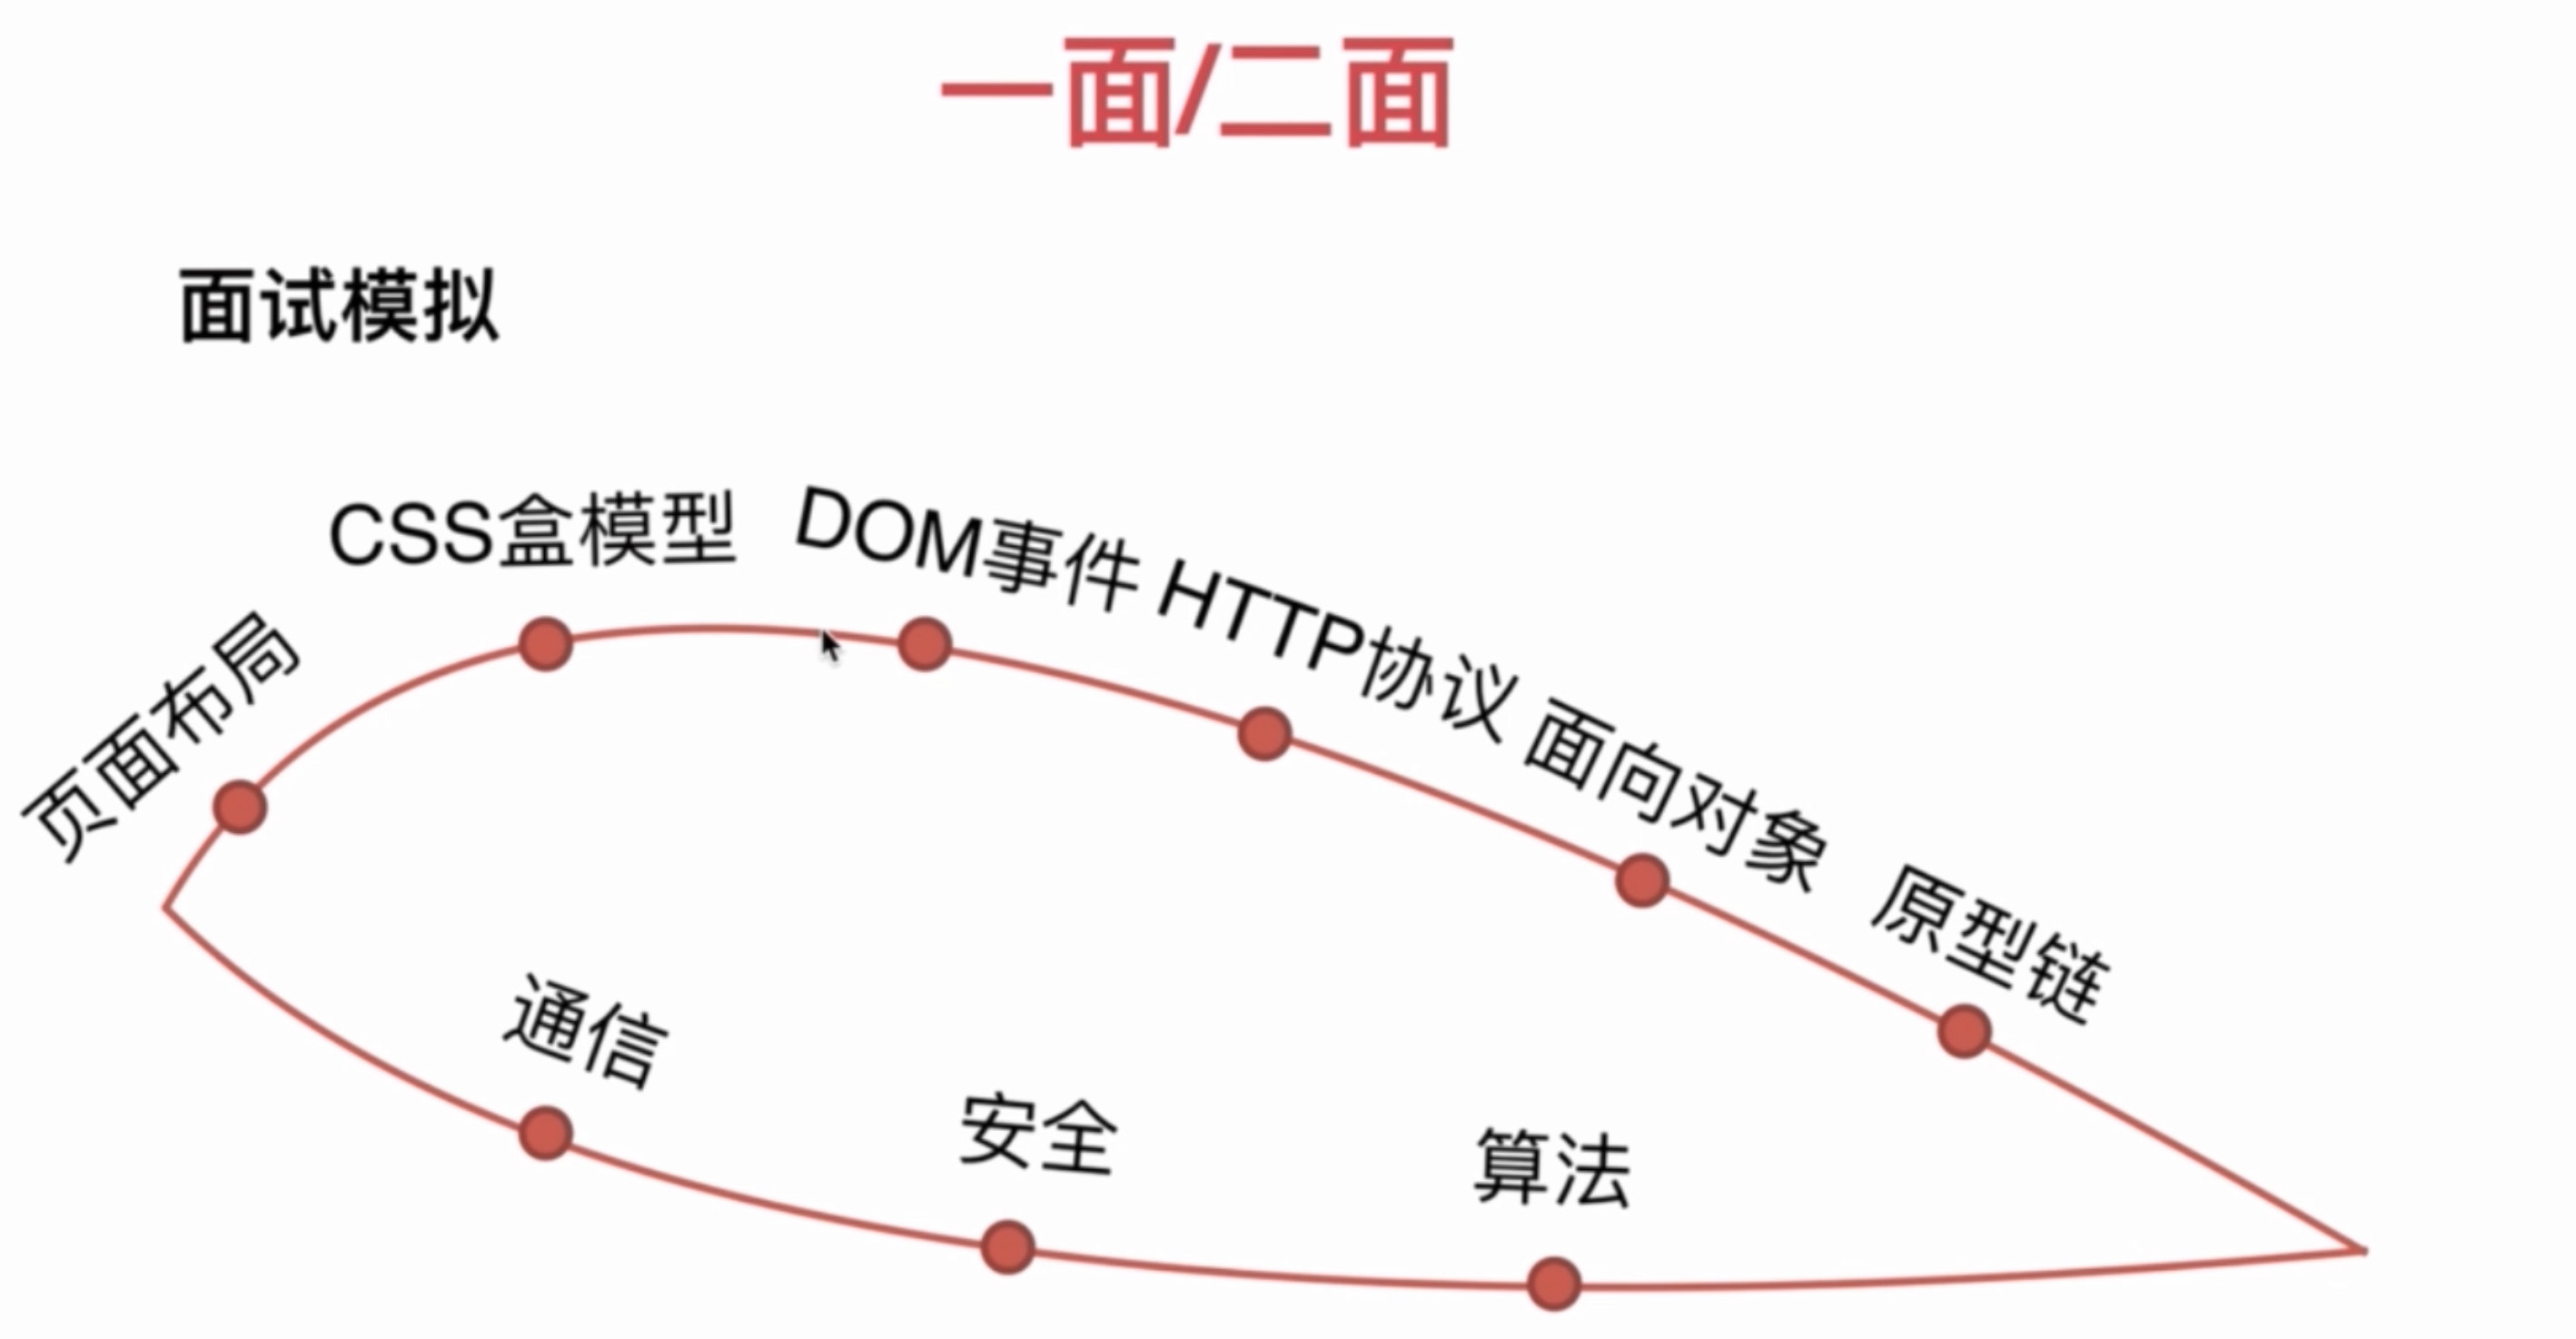 一面/二面
面试模拟
页面布局
CSS盒模型
DOM事件
HTTP协议
面向对象
原型链
通信
安全
算法